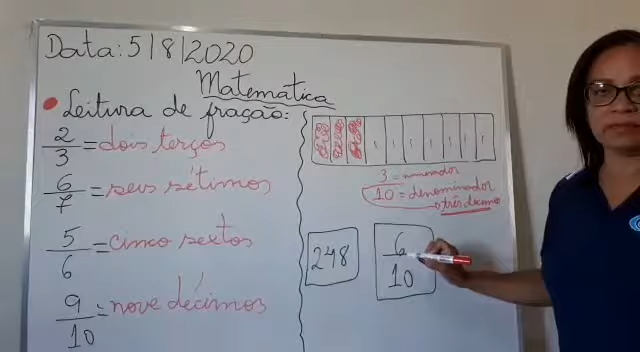 Data: 5/8/2020
Matemática
• Leitura de fração:
2/3 = dois terços
6/7 = seis sétimos
5/6 = cinco sextos
9/10 = nove décimos
3 = numerador
10 = denominador
três décimos
248
6/10